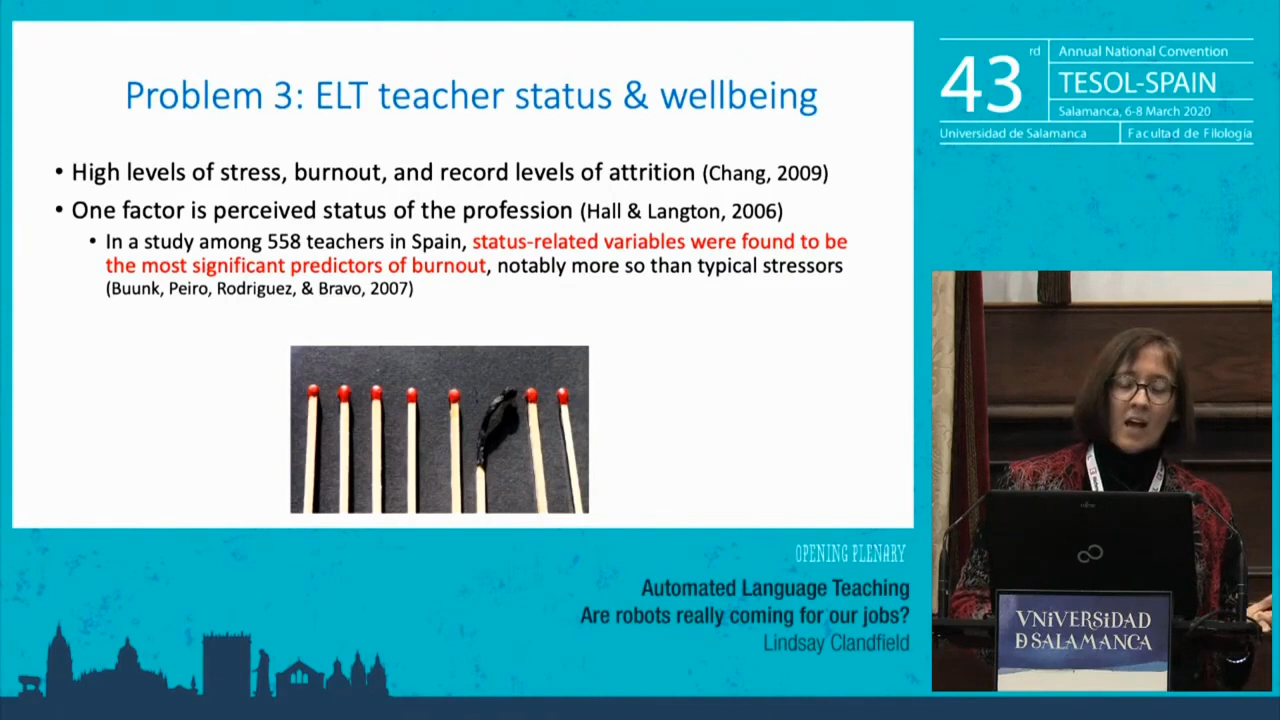 Problem 3: ELT teacher status & wellbeing
• High levels of stress, burnout, and record levels of attrition (Chang, 2009)
• One factor is perceived status of the profession (Hall & Langton, 2006)
• In a study among 558 teachers in Spain, status-related variables were found to be
the most significant predictors of burnout, notably more so than typical stressors
(Buunk, Peiro, Rodriguez, & Bravo, 2007)
43rd
Annual National Convention
TESOL-SPAIN
Salamanca, 6-8 March 2020
Universidad de Salamanca
Facultad de Filología
OPENING PLENARY
Automated Language Teaching
Are robots really coming for our jobs?
Lindsay Clandfield
VNiVERSiDAD
Ð SALAMANCA